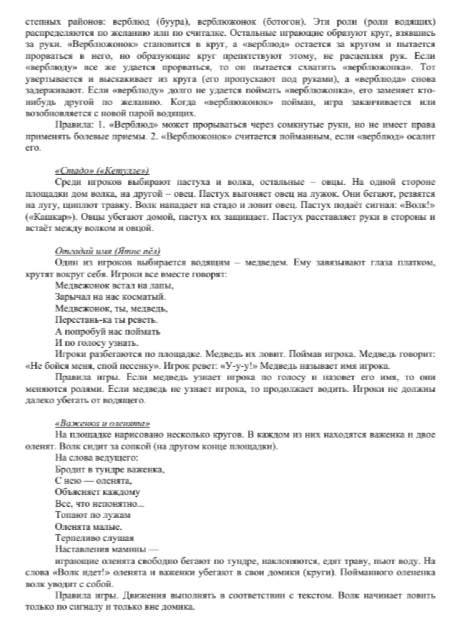 степных районов: верблюд (буура), верблюжонок (ботогон). Эти роли (роли водящих)
распределяются по желанию или по считалке. Остальные играющие образуют круг, взявшись
за руки. «Верблюжонок» становится в круг, а «верблюд» остается за кругом и пытается
прорваться в него, но образующие круг препятствуют этому, не расцепляя рук. Если
«верблюду» все же удается прорваться, то он пытается схватить «верблюжонка». Тот
увертывается и выскакивает из круга (его пропускают под руками), а «верблюда» снова
задерживают. Если «верблюду» долго не удается поймать «верблюжонка», его заменяет кто-
нибудь другой по желанию. Когда «верблюжонок» пойман, игра заканчивается или
возобновляется с новой парой водящих.
Правила: 1. «Верблюд» может прорываться через сомкнутые руки, но не имеет права
применять болевые приемы. 2. «Верблюжонок» считается пойманным, если «верблюд» осалит
его.
«Стадо» («Кетуллзе»)
Среди игроков выбирают пастуха и волка, остальные – овцы. На одной стороне
площадки дом волка, на другой – овец. Пастух выгоняет овец на лужок. Они бегают, резвятся
на лугу, щиплют травку. Волк нападает на стадо и ловит овец. Пастух подаёт сигнал: «Волк!»
(«Кашкар»). Овцы убегают домой, пастух их защищает. Пастух расставляет руки в стороны и
встаёт между волком и овцой.
Отгадай имя (Ятне пёл)
Один из игроков выбирается водящим – медведем. Ему завязывают глаза платком,
крутят вокруг себя. Игроки все вместе говорят:
Медвежонок встал на лапы,
Зарычал на нас косматый.
Медвежонок, ты, медведь,
Перестань-ка ты реветь.
А попробуй нас поймать
И по голосу узнать.
Игроки разбегаются по площадке. Медведь их ловит. Поймав игрока. Медведь говорит:
«Не бойся меня, спой песенку». Игрок ревет: «У-у-у!» Медведь называет имя игрока.
Правила игры. Если медведь узнает игрока по голосу и назовет его имя, то они
меняются ролями. Если медведь не узнает игрока, то продолжает водить. Игроки не должны
далеко убегать от водящего.
«Важенка и оленята»
На площадке нарисовано несколько кругов. В каждом из них находятся важенка и двое
оленят. Волк сидит за сопкой (на другом конце площадки).
На слова ведущего:
Бродит в тундре важенка,
С нею — оленята,
Объясняет каждому
Все, что непонятно...
Топают по лужам
Оленята малые.
Терпеливо слушая
Наставления мамины —
играющие оленята свободно бегают по тундре, наклоняются, едят траву, пьют воду. На
слова «Волк идет!» оленята и важенки убегают в свои домики (круги). Пойманного олененка
волк уводит с собой.
Правила игры. Движения выполнять в соответствии с текстом. Волк начинает ловить
только по сигналу и только вне домика.